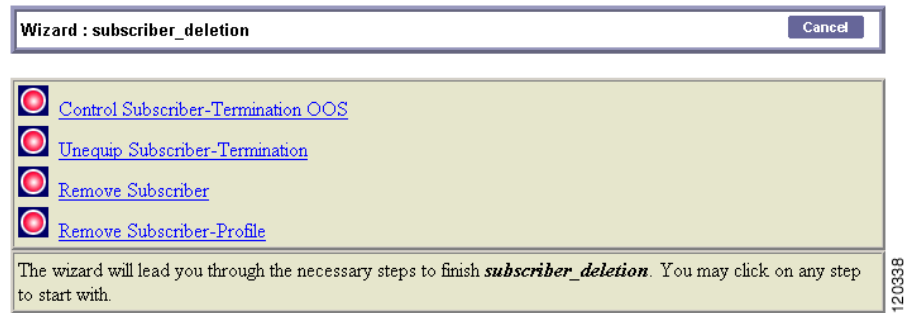 Wizard : subscriber_deletion
Cancel
Control Subscriber-Termination OOS
Unequip Subscriber-Termination
Remove Subscriber
Remove Subscriber-Profile
The wizard will lead you through the necessary steps to finish subscriber_deletion. You may click on any step
to start with.
120338